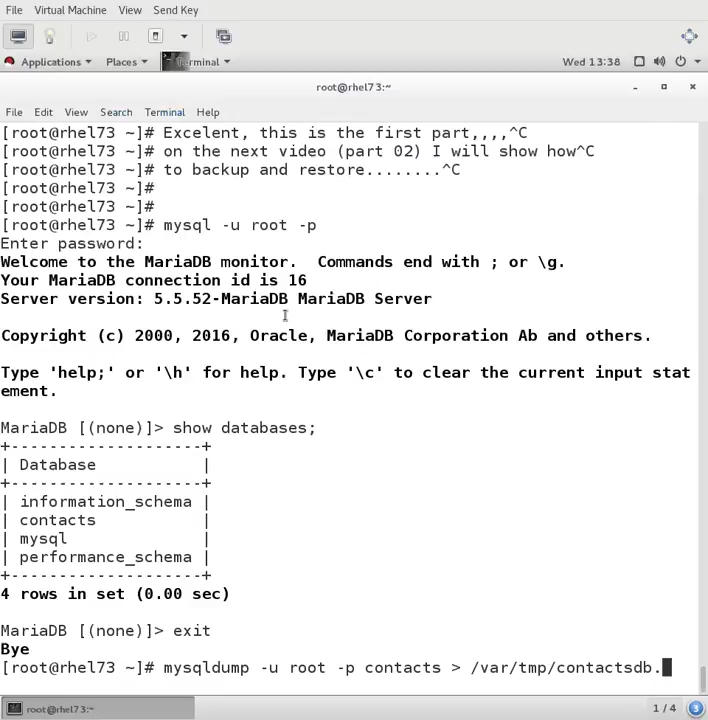 File Virtual Machine View Send Key
Applications Places Terminal Wed 13:38
root@rhel73:~
File Edit View Search Terminal Help
[root@rhel73 ~]# Excelent, this is the first part,,,,^C
[root@rhel73 ~]# on the next video (part 02) I will show how^C
[root@rhel73 ~]# to backup and restore........^C
[root@rhel73 ~]#
[root@rhel73 ~]#
[root@rhel73 ~]# mysql -u root -p
Enter password:
Welcome to the MariaDB monitor.  Commands end with ; or \g.
Your MariaDB connection id is 16
Server version: 5.5.52-MariaDB MariaDB Server
Copyright (c) 2000, 2016, Oracle, MariaDB Corporation Ab and others.
Type 'help;' or '\h' for help. Type '\c' to clear the current input stat
ement.
MariaDB [(none)]> show databases;
+--------------------+
| Database           |
+--------------------+
| information_schema |
| contacts           |
| mysql              |
| performance_schema |
+--------------------+
4 rows in set (0.00 sec)
MariaDB [(none)]> exit
Bye
[root@rhel73 ~]# mysqldump -u root -p contacts > /var/tmp/contactsdb.
root@rhel73:~ 1 / 4 3